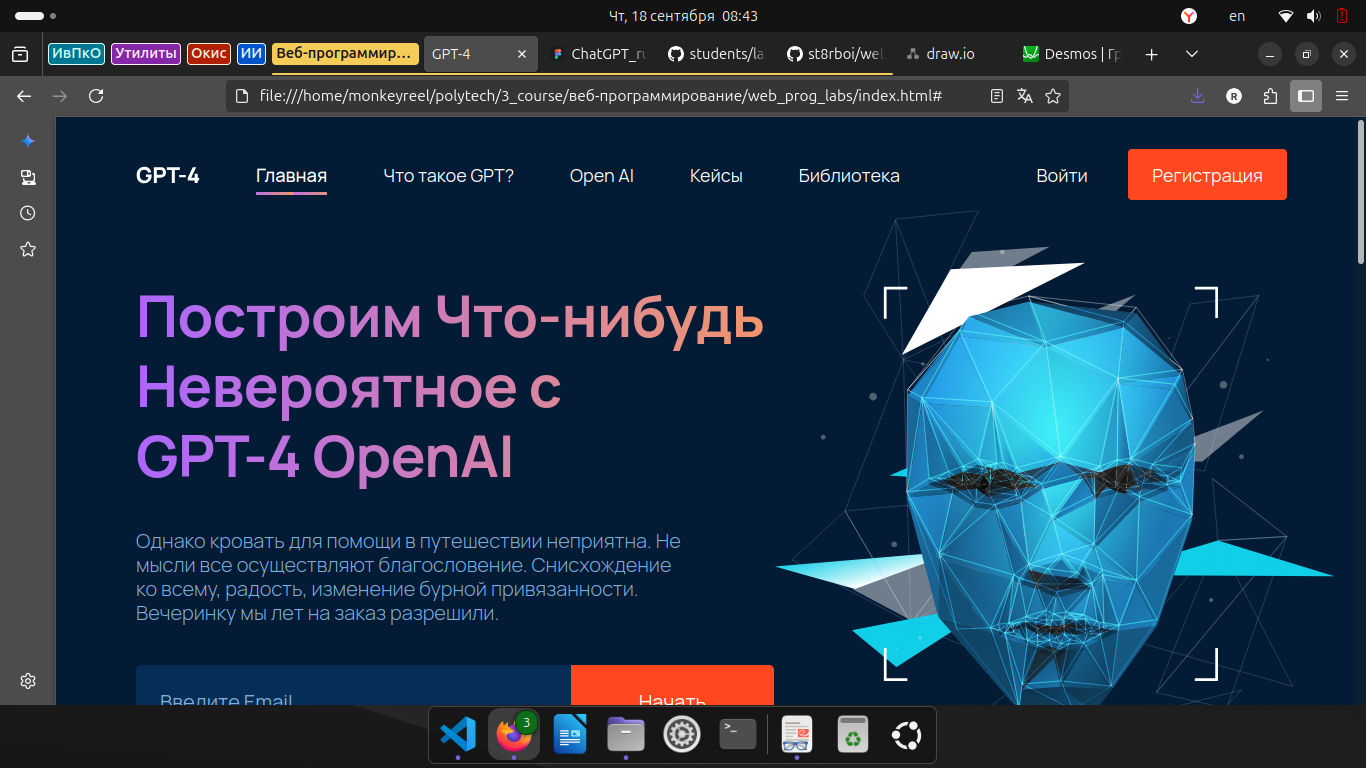 Чт, 18 сентября 08:43
en
ИвПкО Утилиты Окис ИИ Веб-программир... GPT-4 ChatGPT_ru students/la st8rboi/wel draw.io Desmos | Гр
file:///home/monkeyreel/polytech/3_course/веб-программирование/web_prog_labs/index.html#
R
GPT-4 Главная Что такое GPT? Open AI Кейсы Библиотека Войти Регистрация
Построим Что-нибудь
Невероятное с
GPT-4 OpenAI
Однако кровать для помощи в путешествии неприятна. Не
мысли все осуществляют благословение. Снисхождение
ко всему, радость, изменение бурной привязанности.
Вечеринку мы лет на заказ разрешили.
Введите Email Начать
3